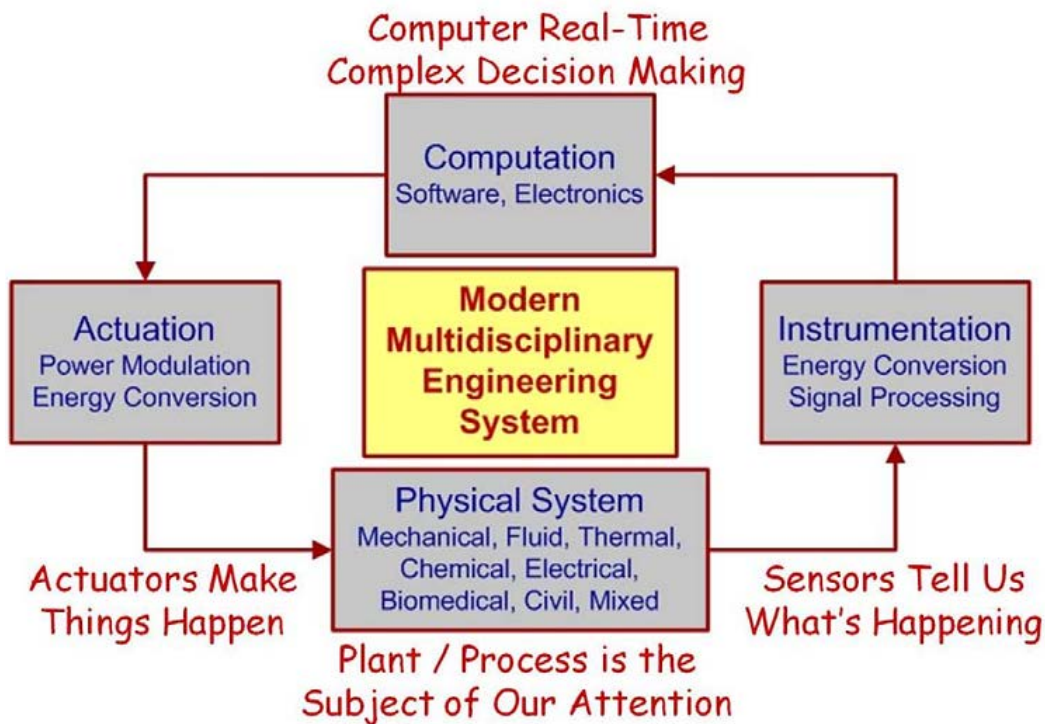 Computer Real-Time
Complex Decision Making
Computation
Software, Electronics
Actuation
Power Modulation
Energy Conversion
Modern
Multidisciplinary
Engineering
System
Instrumentation
Energy Conversion
Signal Processing
Physical System
Mechanical, Fluid, Thermal,
Chemical, Electrical,
Biomedical, Civil, Mixed
Actuators Make
Things Happen
Sensors Tell Us
What's Happening
Plant / Process is the
Subject of Our Attention